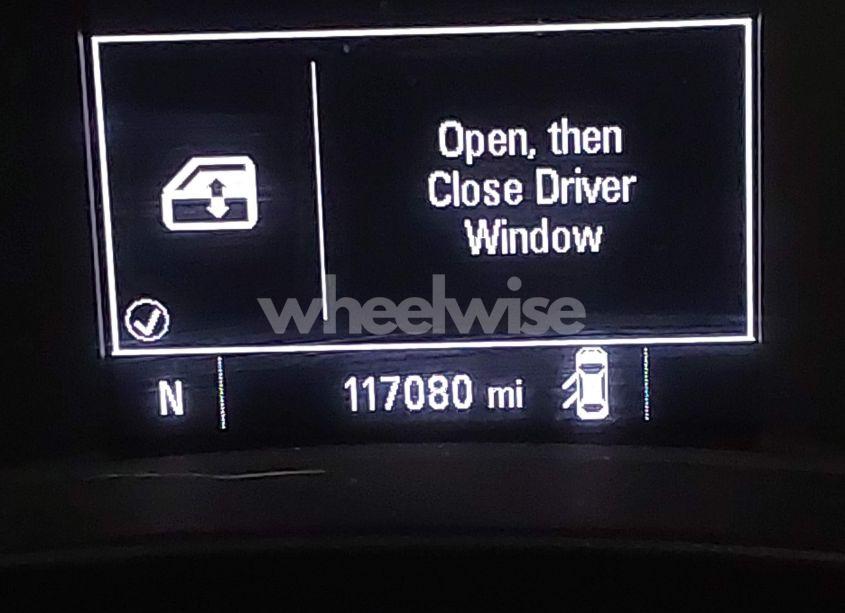 Open, then
Close Driver
Window
wheelwise
N
117080 mi